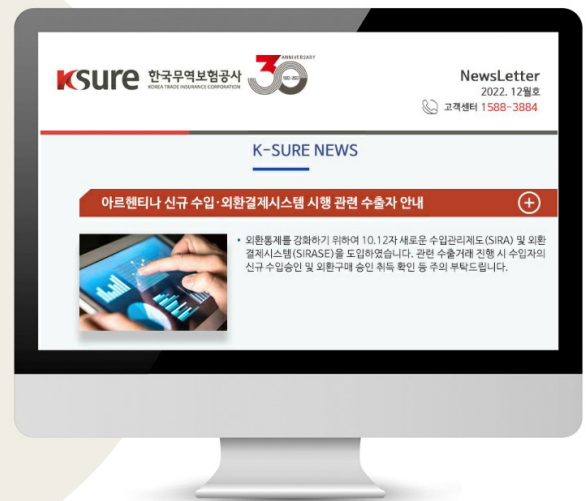 ksure 한국무역보험공사
KOREA TRADE INSURANCE CORPORATION
30
ANNIVERSARY
1992-2022
NewsLetter
2022. 12월호
고객센터 1588-3884
K-SURE NEWS
아르헨티나 신규 수입·외환결제시스템 시행 관련 수출자 안내
• 외환통제를 강화하기 위하여 10.12자 새로운 수입관리제도(SIRA) 및 외환
결제시스템(SIRASE)을 도입하였습니다. 관련 수출거래 진행 시 수입자의
신규 수입승인 및 외환구매 승인 취득 확인 등 주의 부탁드립니다.